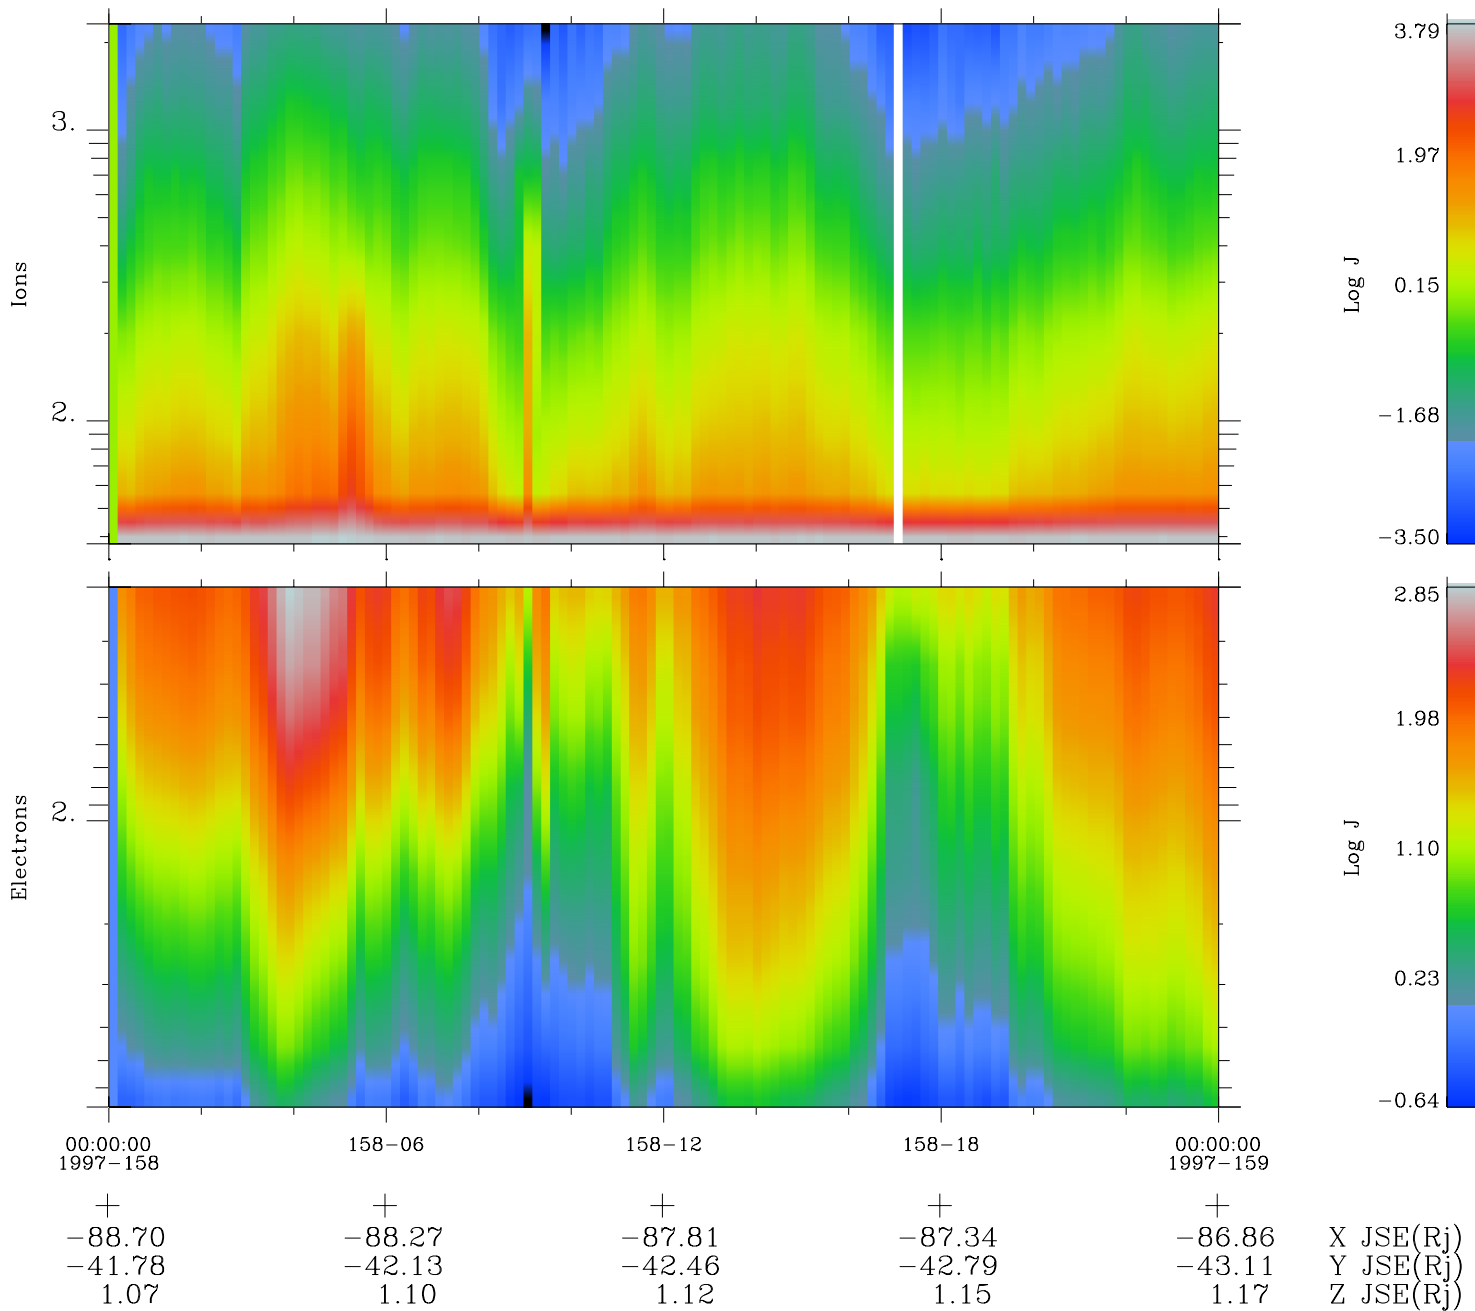 3.
2.
Ions
3.79
1.97
0.15
−1.68
−3.50
Log J
2.
Electrons
2.85
1.98
1.10
0.23
−0.64
Log J
00:00:00 158−06 158−12 158−18 00:00:00
1997−158 1997−159
−88.70 −88.27 −87.81 −87.34 −86.86 X JSE(Rj)
−41.78 −42.13 −42.46 −42.79 −43.11 Y JSE(Rj)
1.07 1.10 1.12 1.15 1.17 Z JSE(Rj)